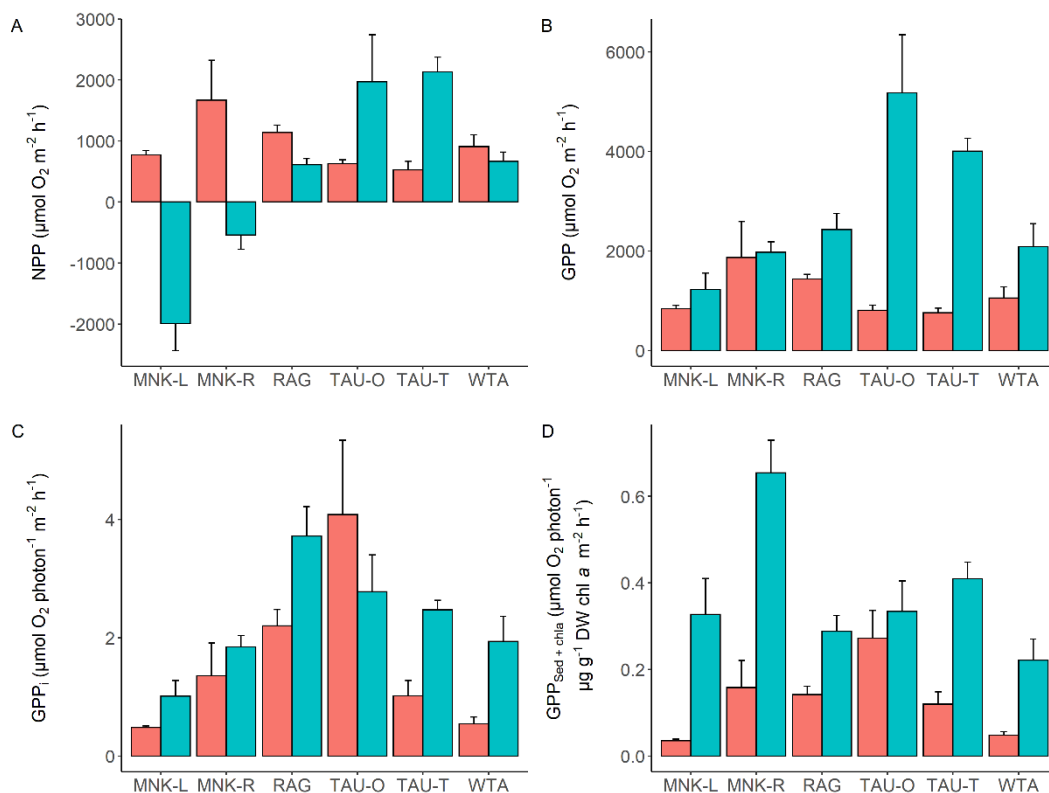 A
NPP (µmol O₂ m⁻² h⁻¹)
3000
2000
1000
0
-1000
-2000
MNK-L MNK-R RAG TAU-O TAU-T WTA
B
GPP (µmol O₂ m⁻² h⁻¹)
6000
4000
2000
0
MNK-L MNK-R RAG TAU-O TAU-T WTA
C
GPPᵢ (µmol O₂ photon⁻¹ m⁻² h⁻¹)
4
2
0
MNK-L MNK-R RAG TAU-O TAU-T WTA
D
GPP Sed + chla (µmol O₂ photon⁻¹
µg g⁻¹ DW chl a m⁻² h⁻¹)
0.6
0.4
0.2
0.0
MNK-L MNK-R RAG TAU-O TAU-T WTA